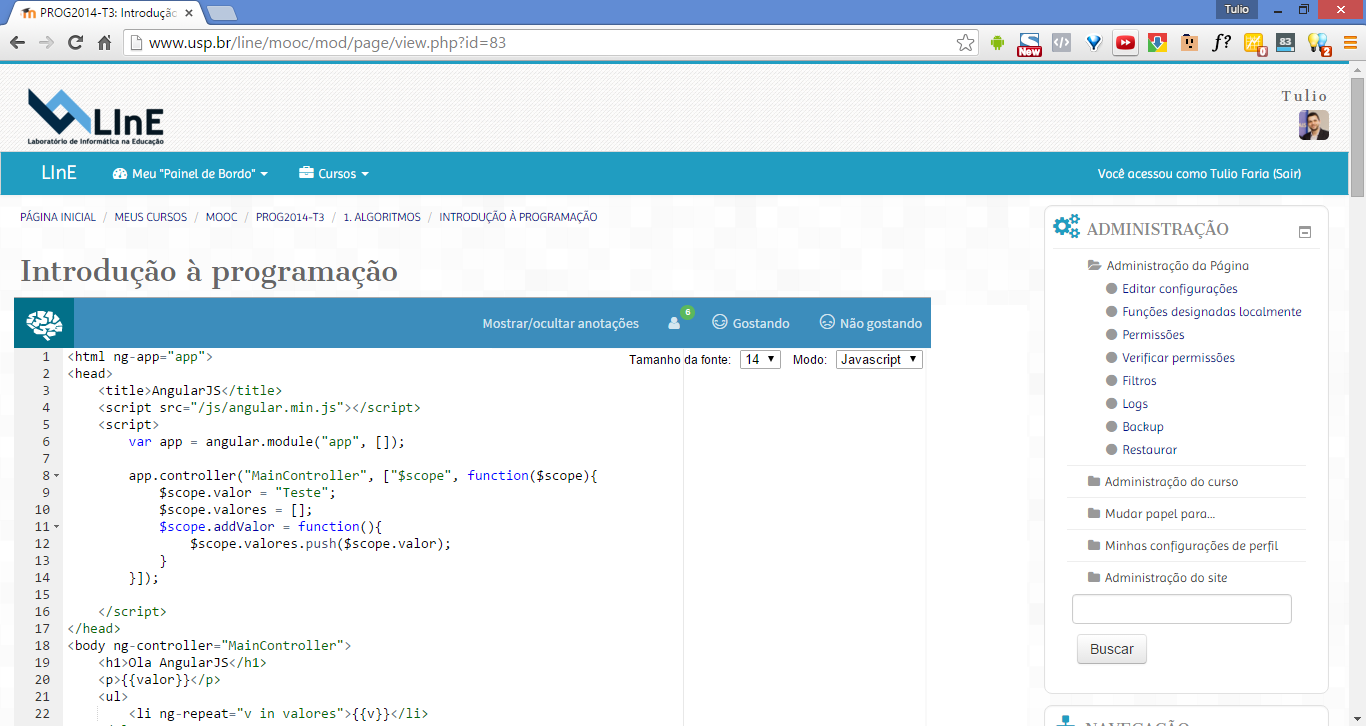 PROG2014-T3: Introduçã
Tulio
www.usp.br/line/mooc/mod/page/view.php?id=83
New
f?
0
83
2
LInE
Laboratório de Informática na Educação
Tulio
LInE
Meu "Painel de Bordo"
Cursos
Você acessou como Tulio Faria (Sair)
PÁGINA INICIAL / MEUS CURSOS / MOOC / PROG2014-T3 / 1. ALGORITMOS / INTRODUÇÃO À PROGRAMAÇÃO
Introdução à programação
Mostrar/ocultar anotações
6
Gostando
Não gostando
Tamanho da fonte: 14 Modo: Javascript
1 <html ng-app="app">
2 <head>
3 <title>AngularJS</title>
4 <script src="/js/angular.min.js"></script>
5 <script>
6 var app = angular.module("app", []);
7
8 app.controller("MainController", ["$scope", function($scope){
9 $scope.valor = "Teste";
10 $scope.valores = [];
11 $scope.addValor = function(){
12 $scope.valores.push($scope.valor);
13 }
14 }]);
15
16 </script>
17 </head>
18 <body ng-controller="MainController">
19 <h1>Ola AngularJS</h1>
20 <p>{{valor}}</p>
21 <ul>
22 <li ng-repeat="v in valores">{{v}}</li>
ADMINISTRAÇÃO
Administração da Página
Editar configurações
Funções designadas localmente
Permissões
Verificar permissões
Filtros
Logs
Backup
Restaurar
Administração do curso
Mudar papel para...
Minhas configurações de perfil
Administração do site
Buscar
NAVEGAÇÃO